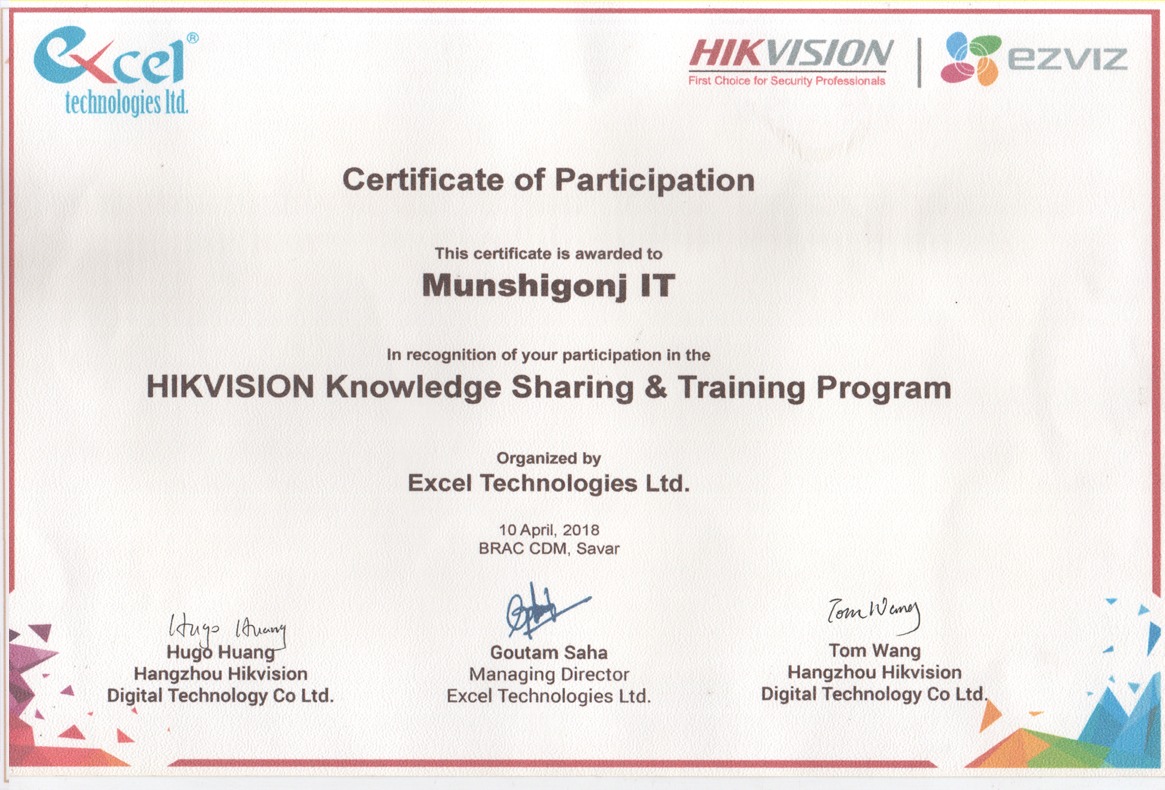 excel®
technologies ltd.
HIKVISION
First Choice for Security Professionals
ezviz
Certificate of Participation
This certificate is awarded to
Munshigonj IT
In recognition of your participation in the
HIKVISION Knowledge Sharing & Training Program
Organized by
Excel Technologies Ltd.
10 April, 2018
BRAC CDM, Savar
Hugo Huang
Hugo Huang
Hangzhou Hikvision
Digital Technology Co Ltd.
Goutam Saha
Managing Director
Excel Technologies Ltd.
Tom Wang
Tom Wang
Hangzhou Hikvision
Digital Technology Co Ltd.